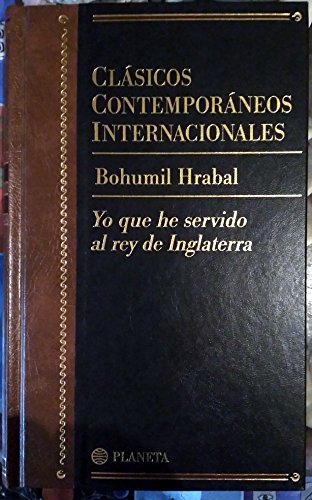 CLÁSICOS
CONTEMPORÁNEOS
INTERNACIONALES
Bohumil Hrabal
Yo que he servido
al rey de Inglaterra
PLANETA